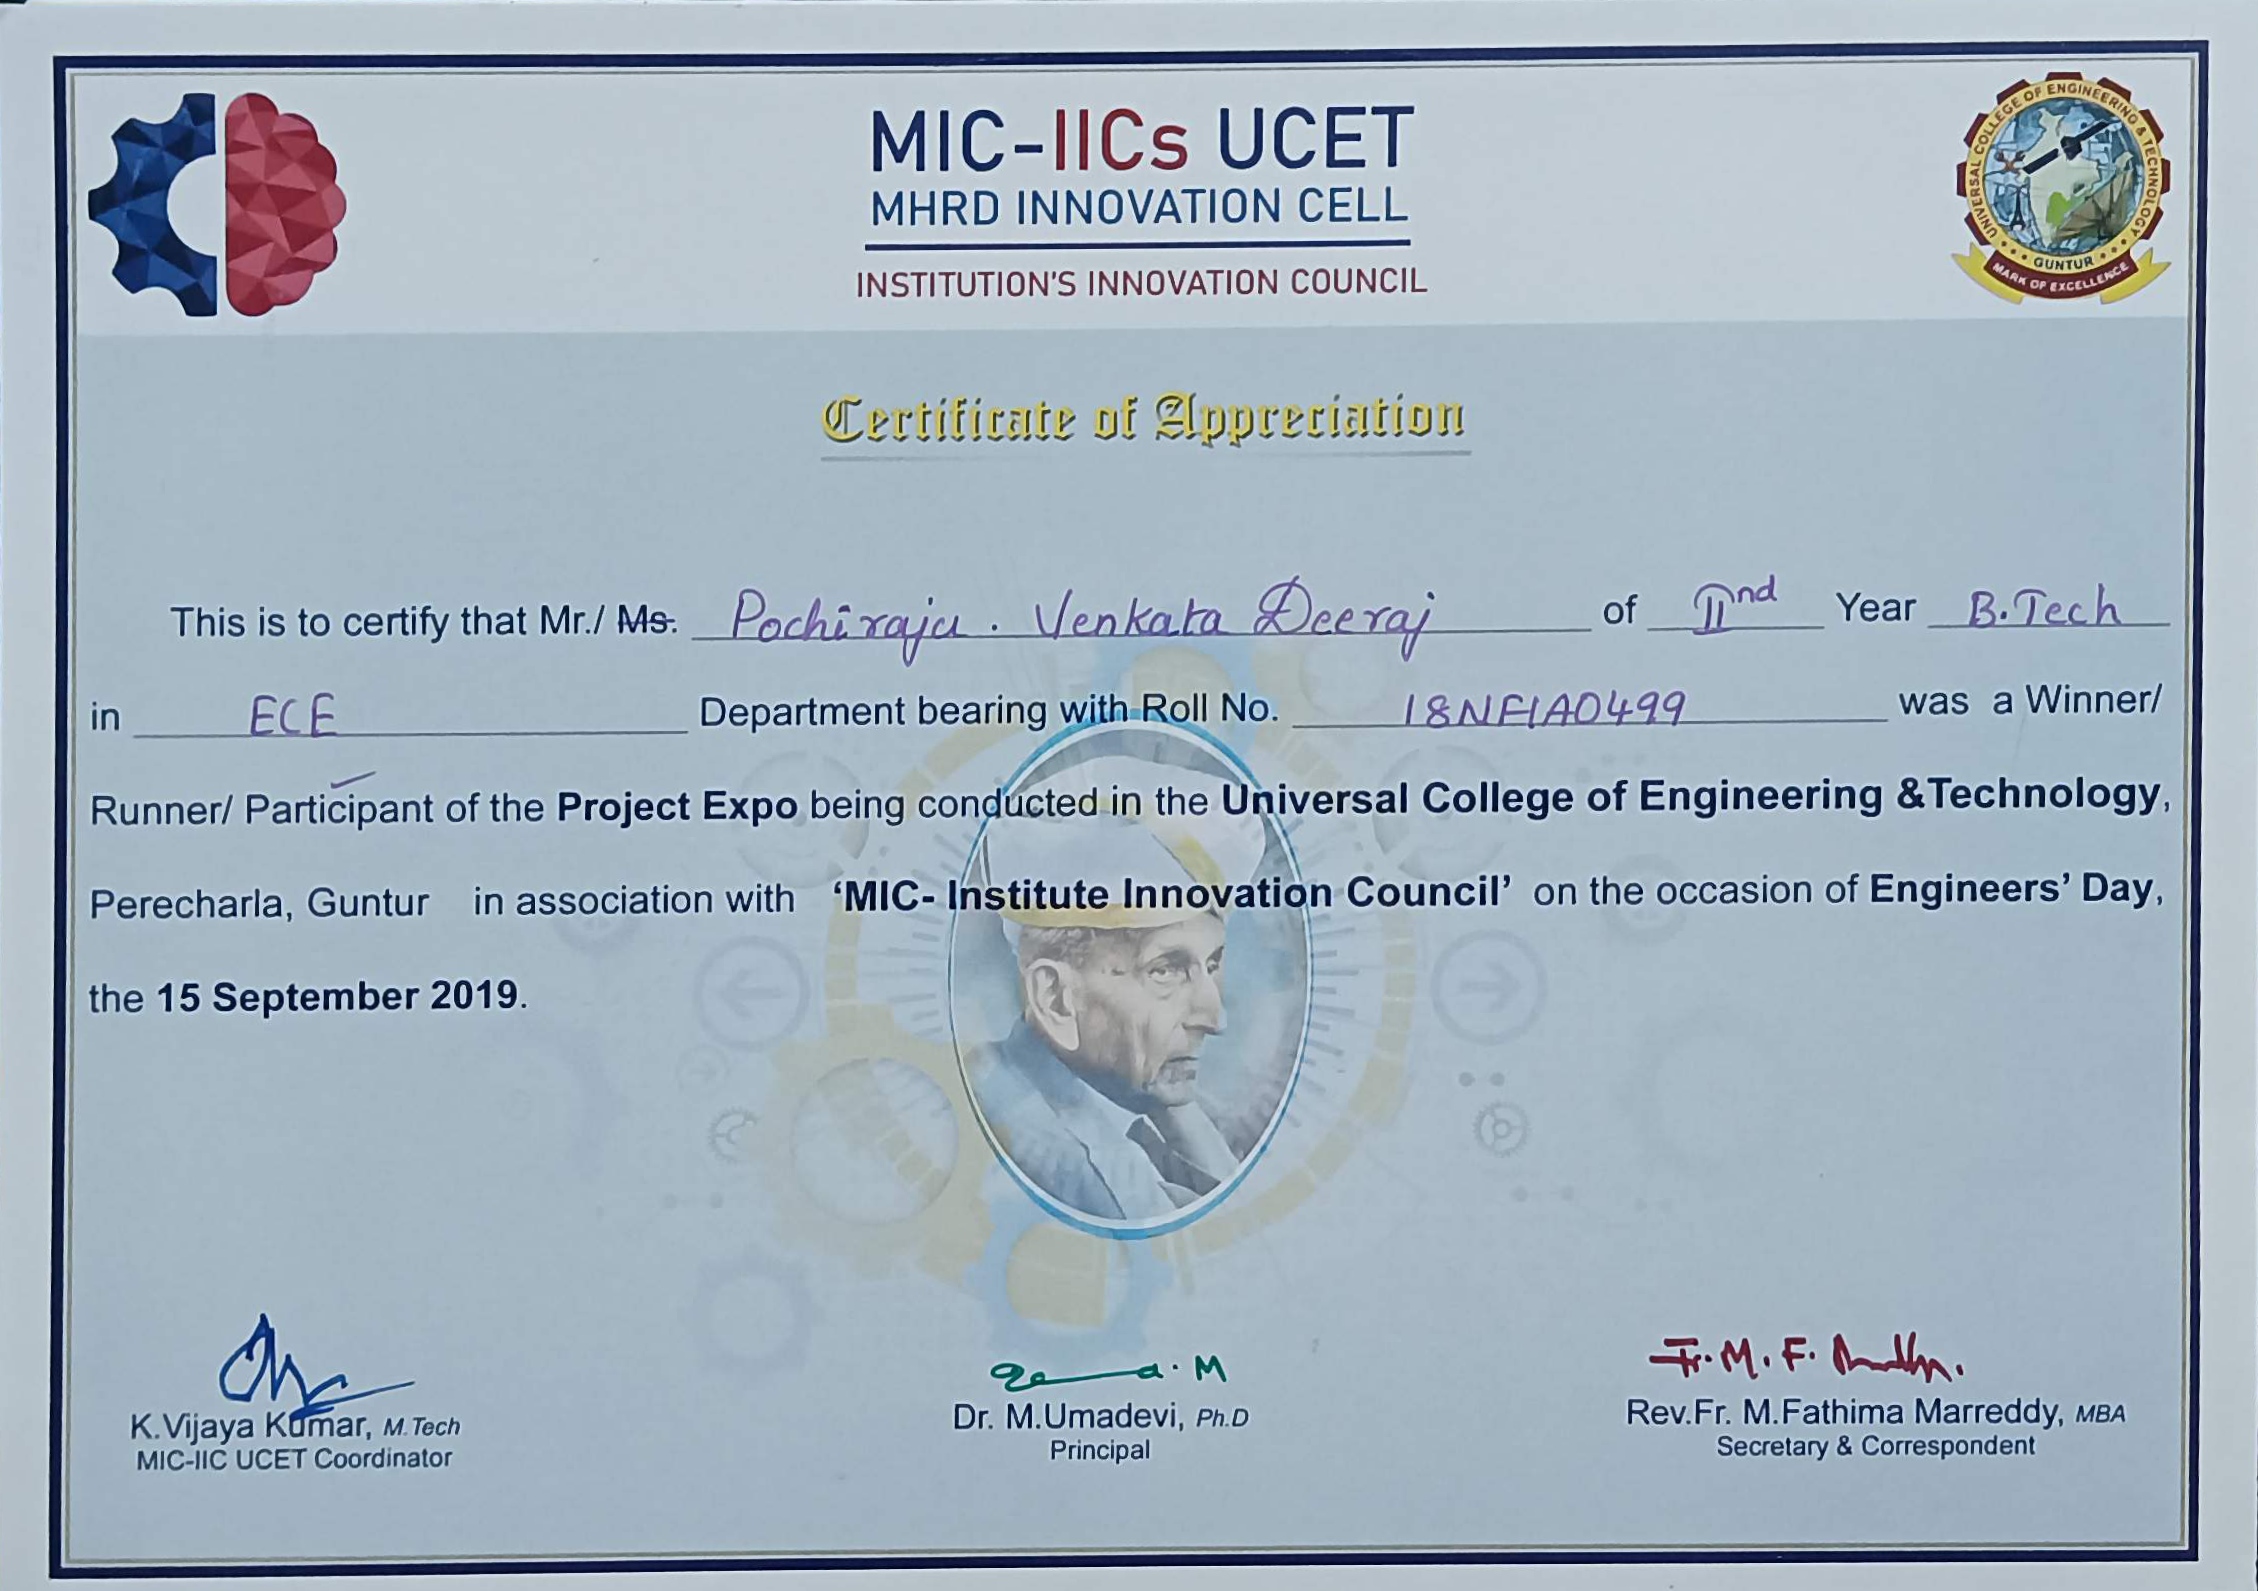 MIC-IICs UCET
MHRD INNOVATION CELL
INSTITUTION'S INNOVATION COUNCIL
UNIVERSAL COLLEGE OF ENGINEERING & TECHNOLOGY
GUNTUR
MARK OF EXCELLENCE
Certificate of Appreciation
This is to certify that Mr./ Ms. Pochiraju. Venkata Deeraj of IInd Year B.Tech
in ECE Department bearing with Roll No. 18NF1A0499 was a Winner/
Runner/ Participant of the Project Expo being conducted in the Universal College of Engineering &Technology,
Perecharla, Guntur in association with ‘MIC- Institute Innovation Council’ on the occasion of Engineers’ Day,
the 15 September 2019.
K.Vijaya Kumar, M.Tech
MIC-IIC UCET Coordinator
Dr. M.Umadevi, Ph.D
Principal
Fr. M. F.
Rev.Fr. M.Fathima Marreddy, MBA
Secretary & Correspondent